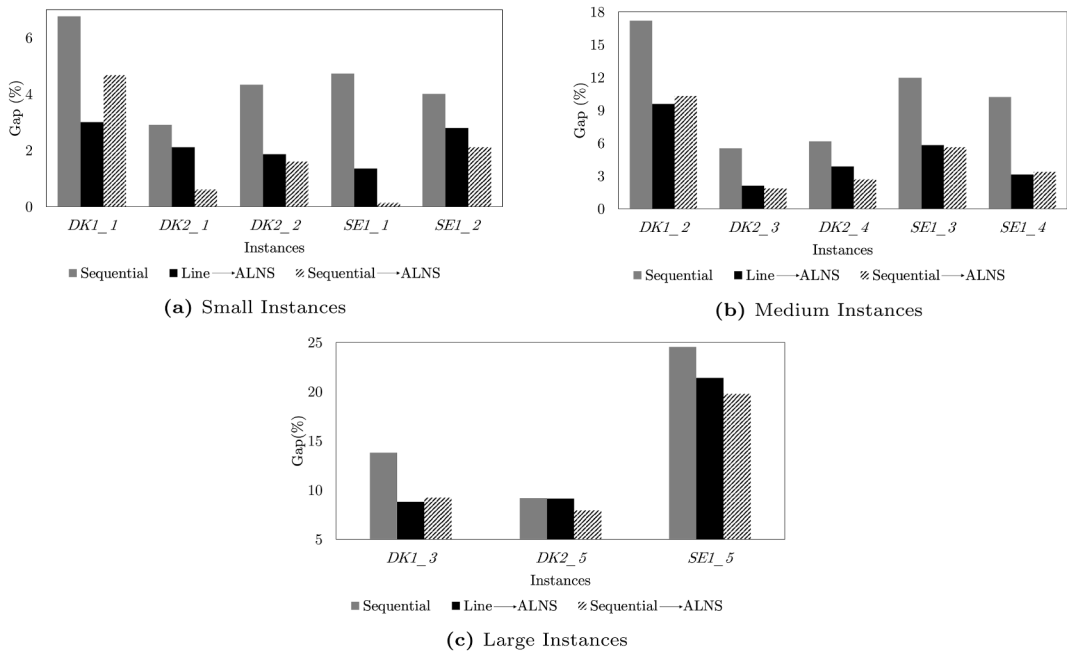 6
4
2
0
Gap (%)
DK1_1 DK2_1 DK2_2 SE1_1 SE1_2
Instances
Sequential Line⟶ALNS Sequential⟶ALNS
(a) Small Instances
18
15
12
9
6
3
0
Gap (%)
DK1_2 DK2_3 DK2_4 SE1_3 SE1_4
Instances
Sequential Line⟶ALNS Sequential⟶ALNS
(b) Medium Instances
25
20
15
10
5
Gap(%)
DK1_3 DK2_5 SE1_5
Instances
Sequential Line⟶ALNS Sequential⟶ALNS
(c) Large Instances